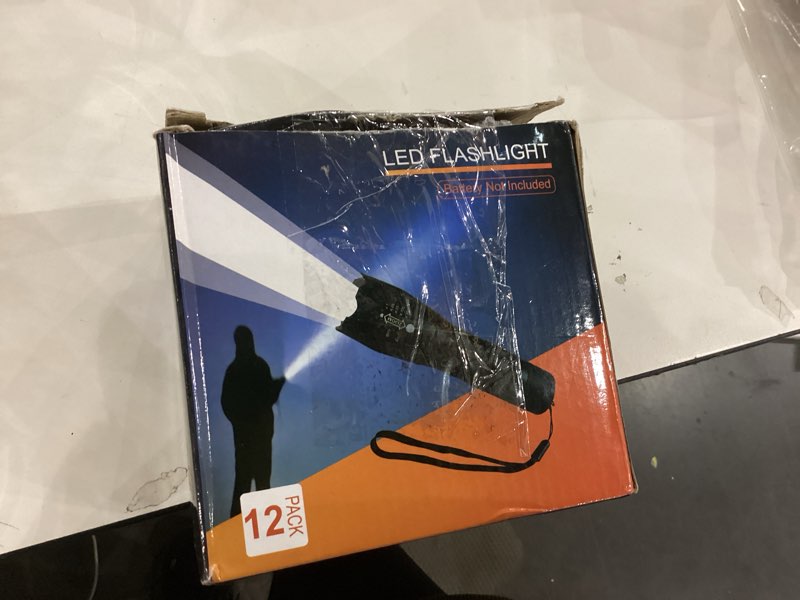 LED FLASHLIGHT
Battery Not Included
12 PACK